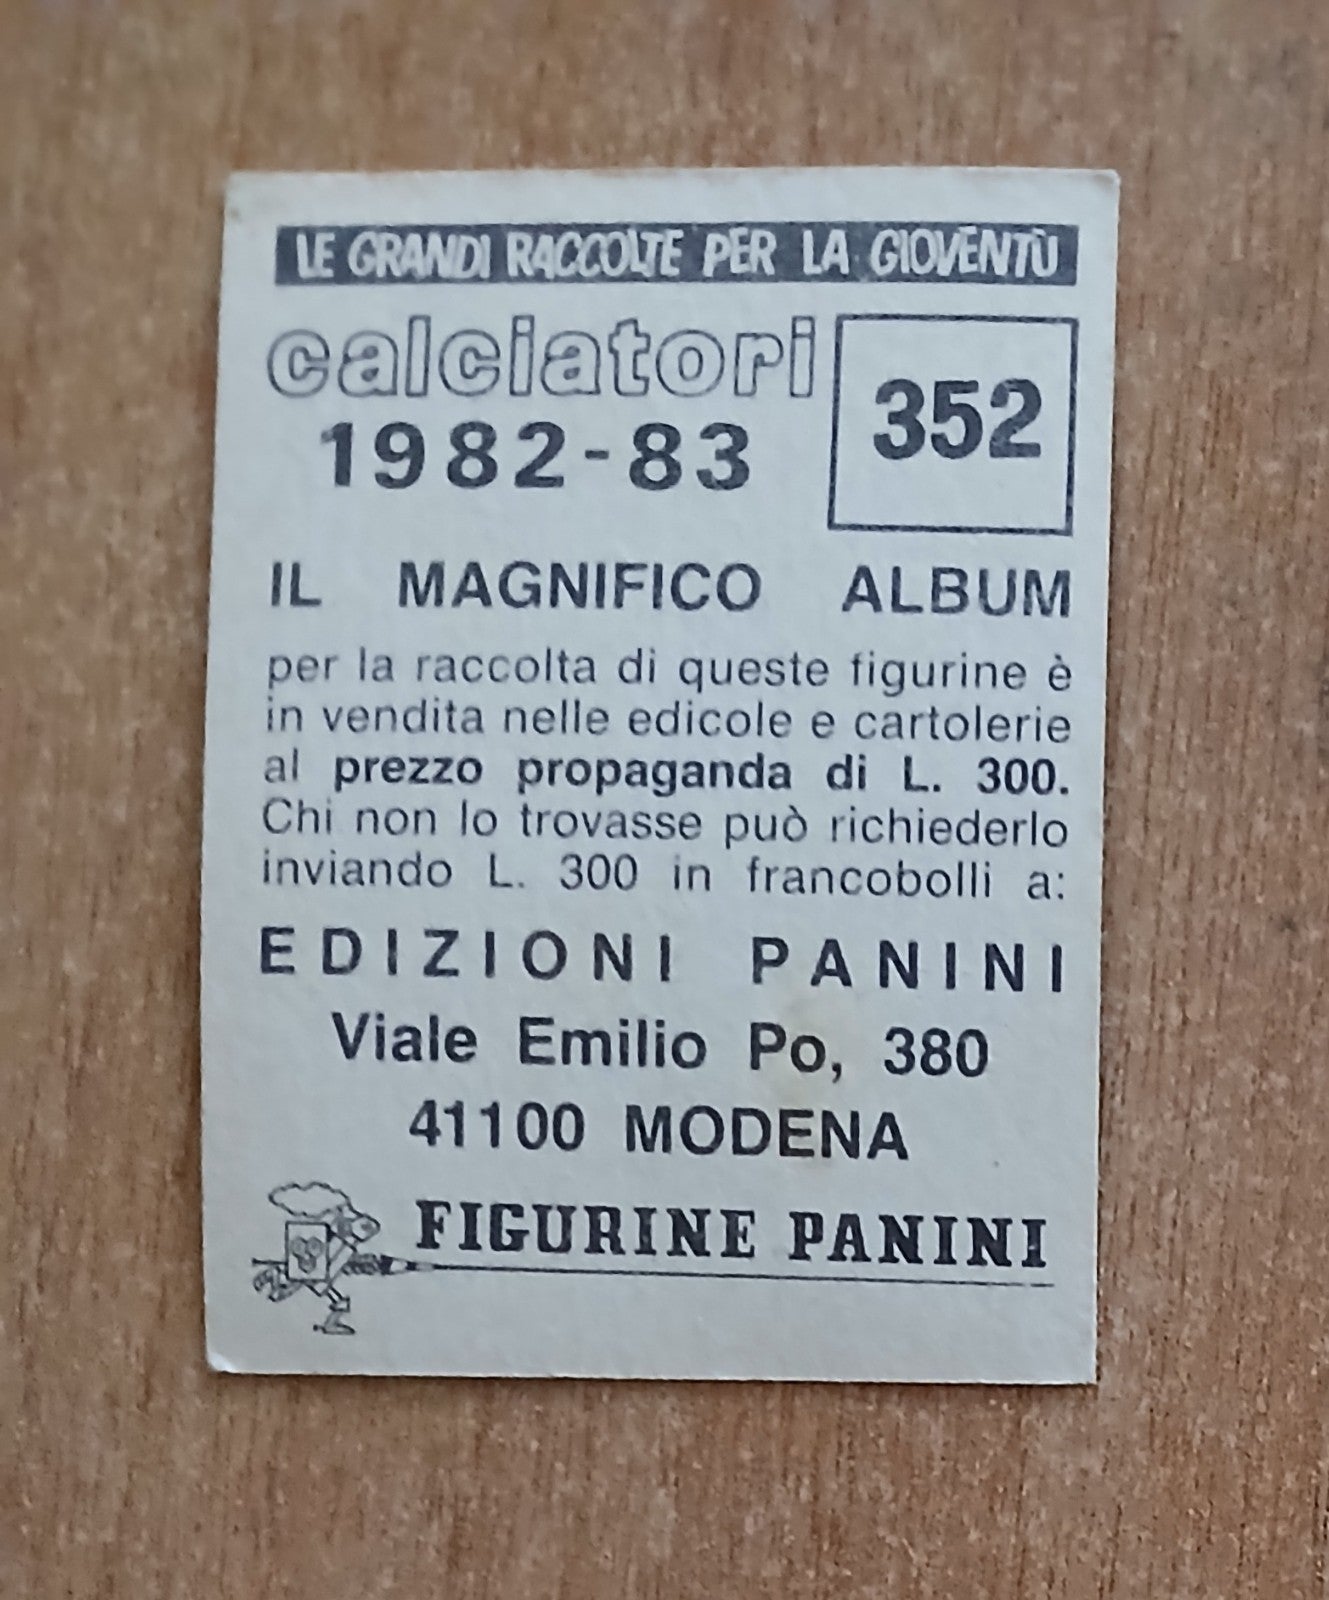 LE GRANDI RACCOLTE PER LA GIOVENTÙ
calciatori
1982-83
352
IL MAGNIFICO ALBUM
per la raccolta di queste figurine è
in vendita nelle edicole e cartolerie
al prezzo propaganda di L. 300.
Chi non lo trovasse può richiederlo
inviando L. 300 in francobolli a:
EDIZIONI PANINI
Viale Emilio Po, 380
41100 MODENA
FIGURINE PANINI